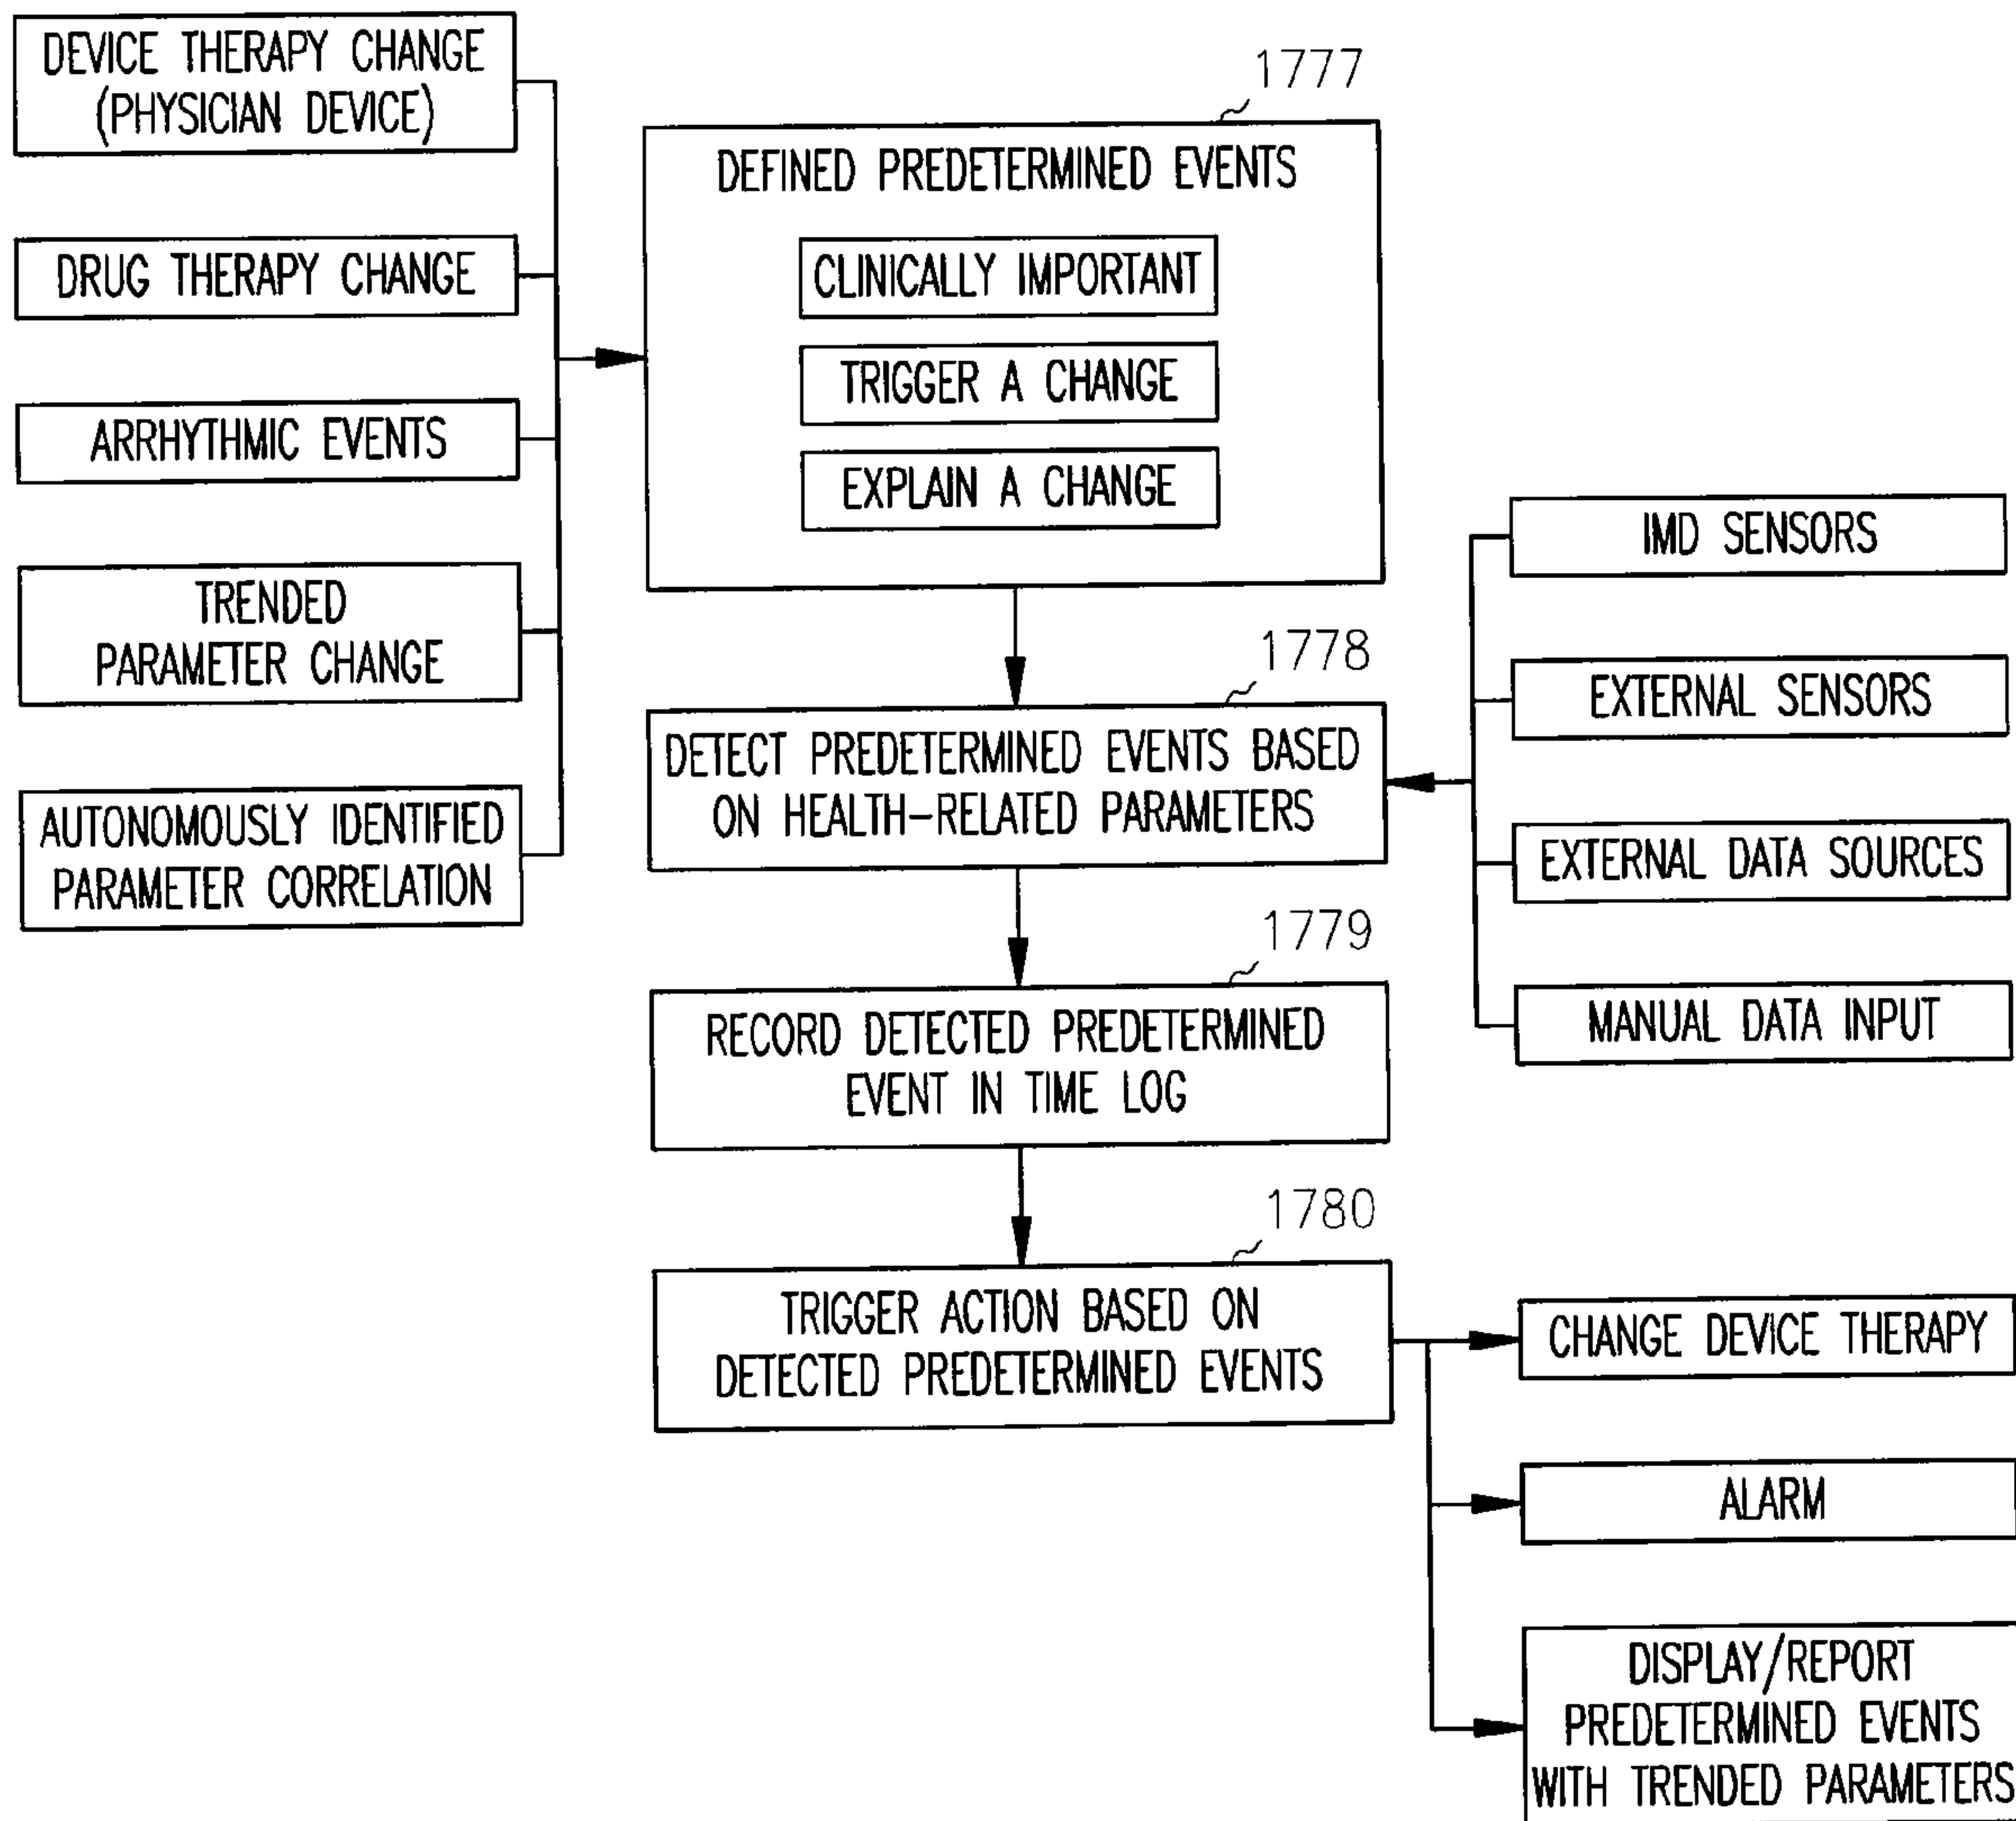 DEVICE THERAPY CHANGE
(PHYSICIAN DEVICE)
DRUG THERAPY CHANGE
ARRHYTHMIC EVENTS
TRENDED
PARAMETER CHANGE
AUTONOMOUSLY IDENTIFIED
PARAMETER CORRELATION
1777
DEFINED PREDETERMINED EVENTS
CLINICALLY IMPORTANT
TRIGGER A CHANGE
EXPLAIN A CHANGE
1778
DETECT PREDETERMINED EVENTS BASED
ON HEALTH-RELATED PARAMETERS
IMD SENSORS
EXTERNAL SENSORS
EXTERNAL DATA SOURCES
MANUAL DATA INPUT
1779
RECORD DETECTED PREDETERMINED
EVENT IN TIME LOG
1780
TRIGGER ACTION BASED ON
DETECTED PREDETERMINED EVENTS
CHANGE DEVICE THERAPY
ALARM
DISPLAY/REPORT
PREDETERMINED EVENTS
WITH TRENDED PARAMETERS